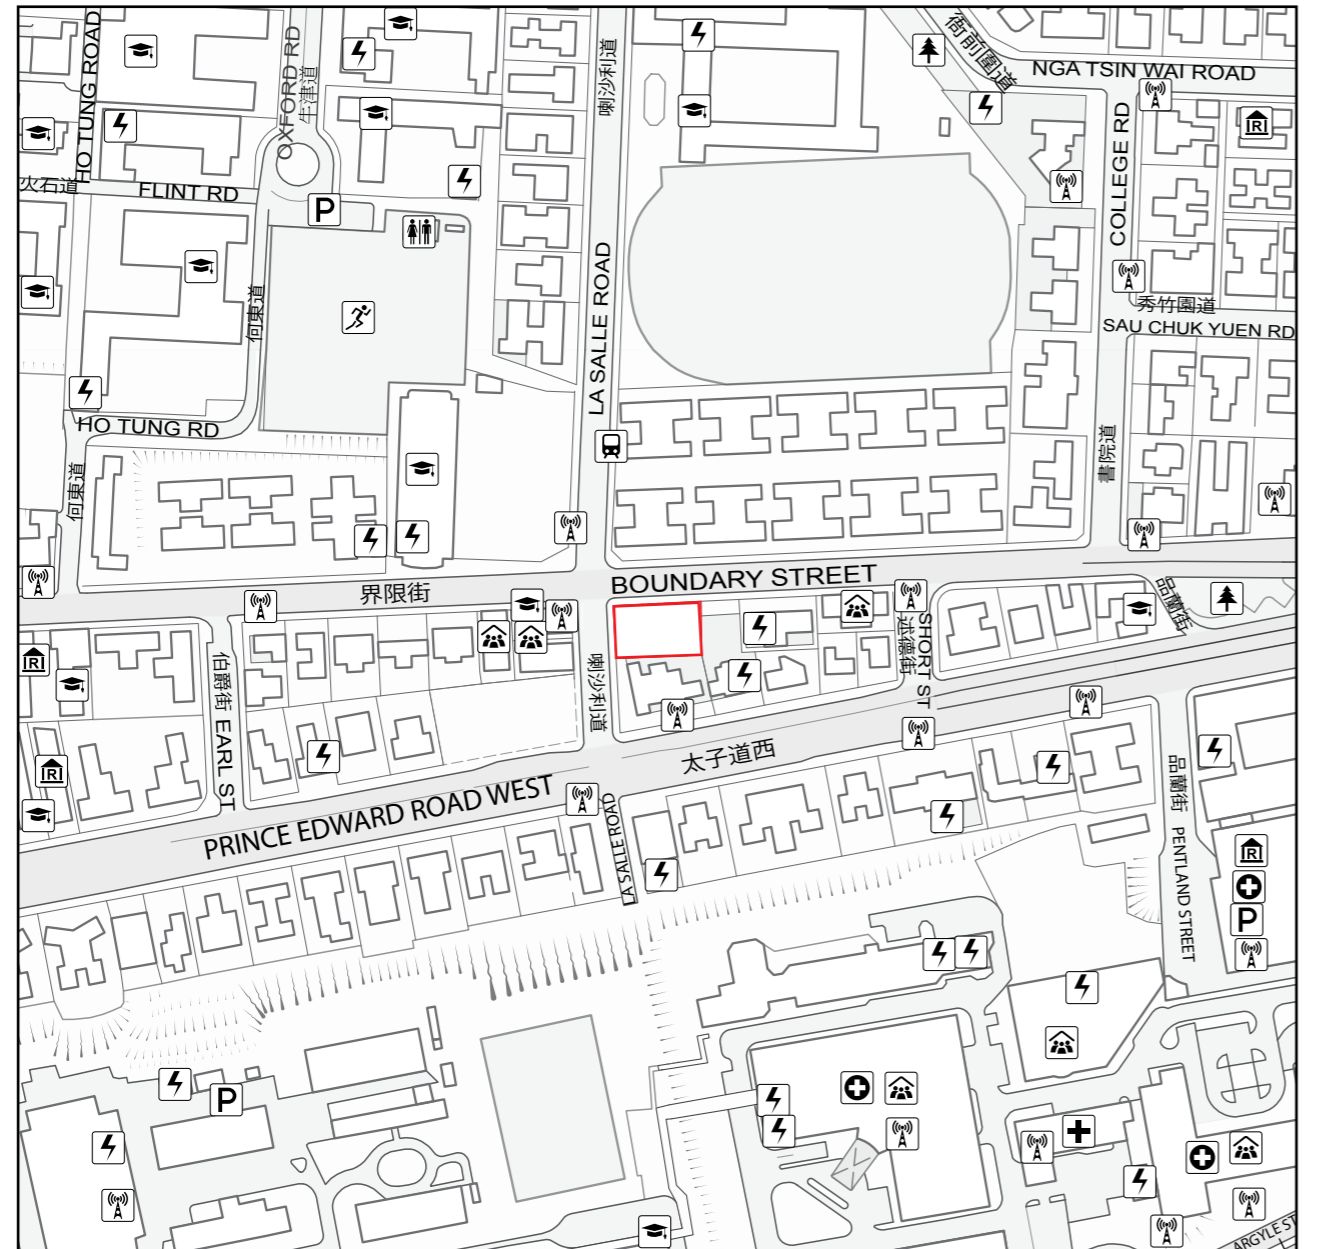 HO TUNG ROAD
OXFORD RD
牛津道
喇沙利道
衙前圍道
NGA TSIN WAI ROAD
COLLEGE RD
火石道
FLINT RD
P
何東道
LA SALLE ROAD
秀竹園道
SAU CHUK YUEN RD
HO TUNG RD
何東道
書院道
界限街
BOUNDARY STREET
品蘭街
述德街
SHORT ST
伯爵街
EARL ST
喇沙利道
太子道西
PRINCE EDWARD ROAD WEST
LA SALLE ROAD
品蘭街
PENTLAND STREET
P
P
ARGYLE ST